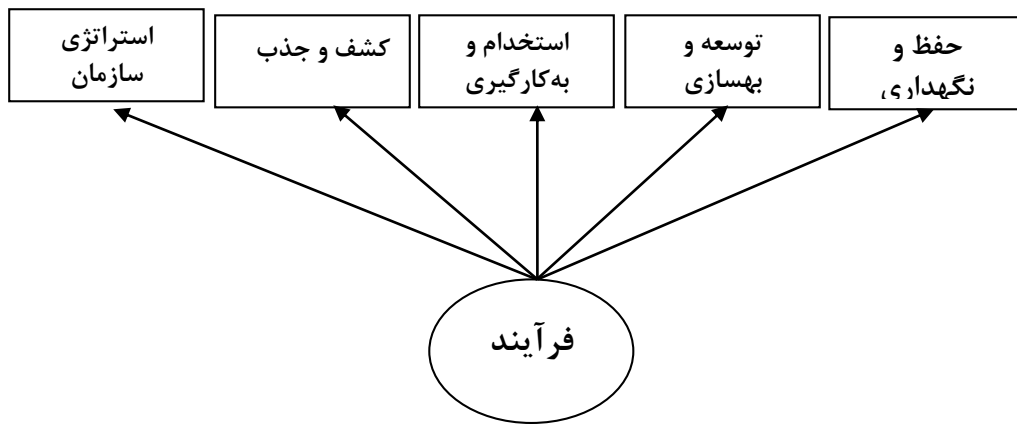 حفظ و
نگهداری
توسعه و
بهسازی
استخدام و
به‌کارگیری
کشف و جذب
استراتژی
سازمان
فرآیند